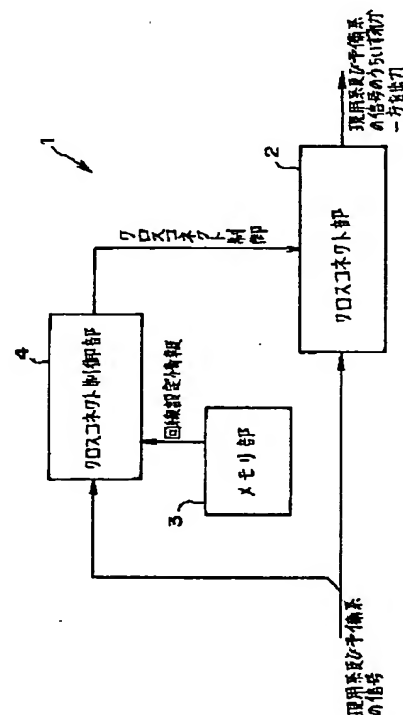 1
4
クロスコネクト制御部
クロスコネクト制御
回線設定情報
3
メモリ部
2
クロスコネクト部
現用系及び予備系
の信号
現用系及び予備系
の信号のうちいずれか
一方を出力